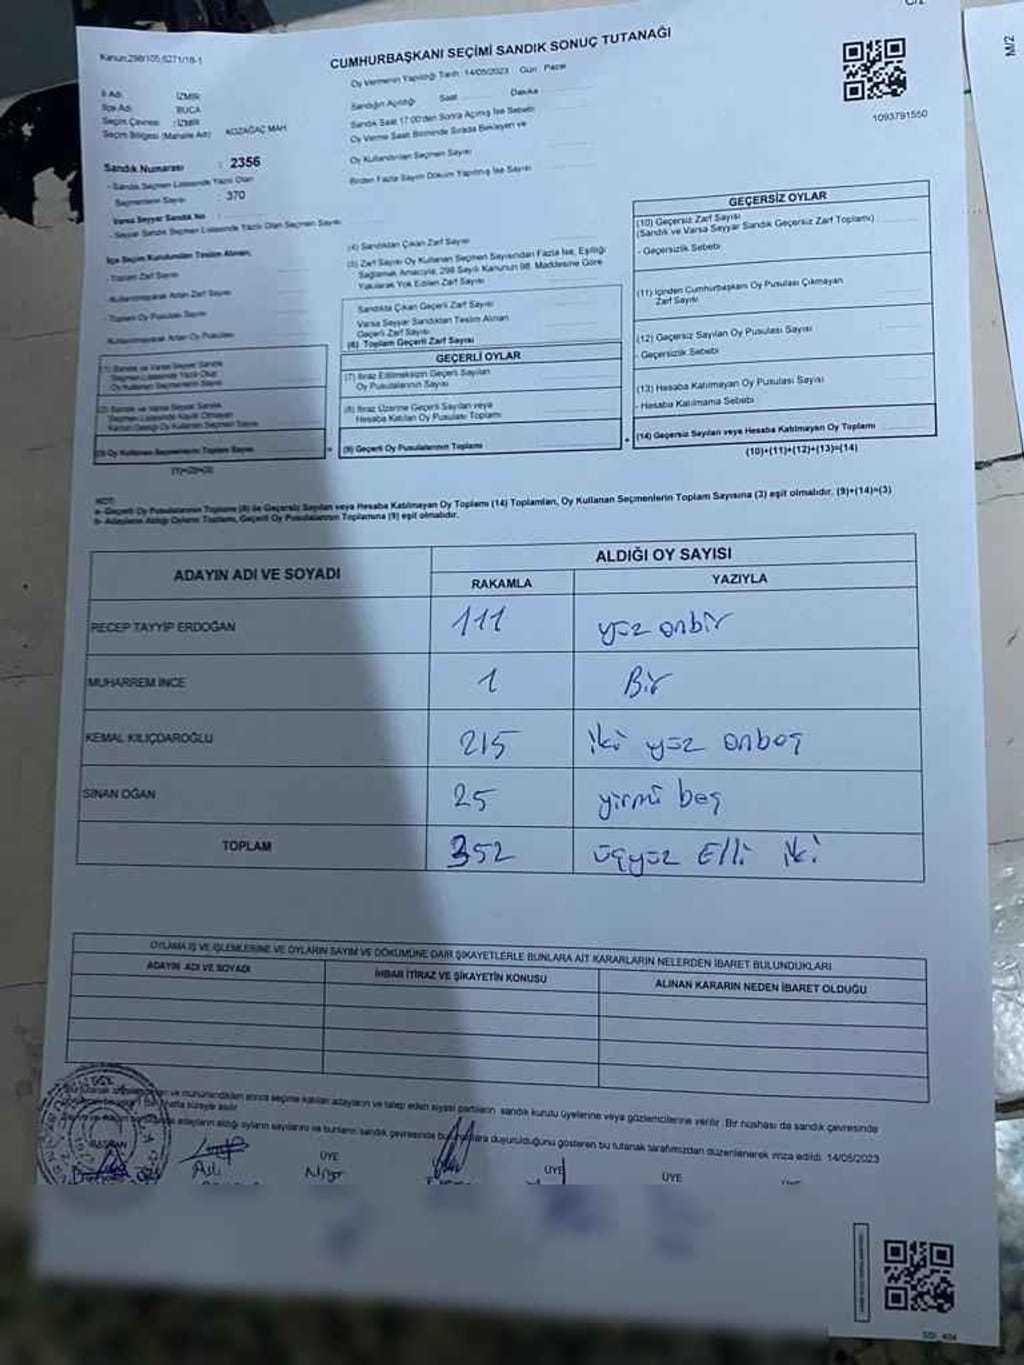 C/2
M/2
Kanun;298/105,6271/18-1
CUMHURBAŞKANI SEÇİMİ SANDIK SONUÇ TUTANAĞI
Oy Vermenin Yapıldığı Tarih :14/05/2023 Gün : Pazar
1093791550
İl Adı : İZMİR
İlçe Adı : BUCA
Seçim Çevresi : İZMİR
Seçim Bölgesi (Mahalle Adı) : KOZAĞAÇ MAH.
Sandığın Açıldığı Saat Dakika
Sandık Saat 17:00'den Sonra Açılmış İse Sebebi
Oy Verme Saati Bitiminde Sırada Bekleyen ve
Oy Kullandırılan Seçmen Sayısı
Birden Fazla Sayım Döküm Yapılmış İse Sayısı
Sandık Numarası : 2356
- Sandık Seçmen Listesinde Yazılı Olan
Seçmenlerin Sayısı : 370
Varsa Seyyar Sandık No :
- Seyyar Sandık Seçmen Listesinde Yazılı Olan Seçmen Sayısı
İlçe Seçim Kurulundan Teslim Alınan;
- Toplam Zarf Sayısı
- Kullanılmayarak Artan Zarf Sayısı
- Toplam Oy Pusulası Sayısı
- Kullanılmayarak Artan Oy Pusulası
(1) Sandık ve Varsa Seyyar Sandık
Seçmen Listesinde Yazılı Olup
Oy Kullanan Seçmenlerin Sayısı
(2) Sandık ve Varsa Seyyar Sandık
Seçmen Listesinde Kaydı Olmayan
Kanun Gereği Oy Kullanan Seçmen Sayısı
(3) Oy Kullanan Seçmenlerin Toplam Sayısı
(1)+(2)=(3)
(4) Sandıktan Çıkan Zarf Sayısı
(5) Zarf Sayısı Oy Kullanan Seçmen Sayısından Fazla İse, Eşitliği
Sağlamak Amacıyla, 298 Sayılı Kanunun 98. Maddesine Göre
Yakılarak Yok Edilen Zarf Sayısı
Sandıkta Çıkan Geçerli Zarf Sayısı
Varsa Seyyar Sandıktan Teslim Alınan
Geçerli Zarf Sayısı
(6) Toplam Geçerli Zarf Sayısı
GEÇERLİ OYLAR
(7) İtiraz Edilmeksizin Geçerli Sayılan
Oy Pusulalarının Sayısı
(8) İtiraz Üzerine Geçerli Sayılan veya
Hesaba Katılan Oy Pusulası Toplamı
= (9) Geçerli Oy Pusulalarının Toplamı
GEÇERSİZ OYLAR
(10) Geçersiz Zarf Sayısı
(Sandık ve Varsa Seyyar Sandık Geçersiz Zarf Toplamı)
- Geçersizlik Sebebi
(11) İçinden Cumhurbaşkanı Oy Pusulası Çıkmayan
Zarf Sayısı
(12) Geçersiz Sayılan Oy Pusulası Sayısı
- Geçersizlik Sebebi
(13) Hesaba Katılmayan Oy Pusulası Sayısı
- Hesaba Katılmama Sebebi
+ (14) Geçersiz Sayılan veya Hesaba Katılmayan Oy Toplamı
(10)+(11)+(12)+(13)=(14)
NOT:
a- Geçerli Oy Pusulalarının Toplamı (9) ile Geçersiz Sayılan veya Hesaba Katılmayan Oy Toplamı (14) Toplamları, Oy Kullanan Seçmenlerin Toplam Sayısına (3) eşit olmalıdır. (9)+(14)=(3)
b- Adayların Aldığı Oyların Toplamı, Geçerli Oy Pusulalarının Toplamına (9) eşit olmalıdır.
ADAYIN ADI VE SOYADI
ALDIĞI OY SAYISI
RAKAMLA YAZIYLA
RECEP TAYYİP ERDOĞAN 111 yüz onbir
MUHARREM İNCE 1 Bir
KEMAL KILIÇDAROĞLU 215 iki yüz onbeş
SİNAN OĞAN 25 yirmi beş
TOPLAM 352 üçyüz Elli iki
OYLAMA İŞ VE İŞLEMLERİNE VE OYLARIN SAYIM VE DÖKÜMÜNE DAİR ŞİKAYETLERLE BUNLARA AİT KARARLARIN NELERDEN İBARET BULUNDUKLARI
ADAYIN ADI VE SOYADI İHBAR İTİRAZ VE ŞİKAYETİN KONUSU ALINAN KARARIN NEDEN İBARET OLDUĞU
ve mühürlendikten sonra seçime katılan adayların ve talep eden siyasi partilerin sandık kurulu üyelerine veya gözlemcilerine verilir. Bir nüshası da sandık çevresinde
hafta süreyle asılır.
adayların aldığı oyların sayılarını ve bunların sandık çevresinde duyurulduğunu gösteren bu tutanak tarafımızdan düzenlenerek imza edildi. 14/05/2023
BAŞKAN
Aslı
ÜYE
ÜYE
ÜYE